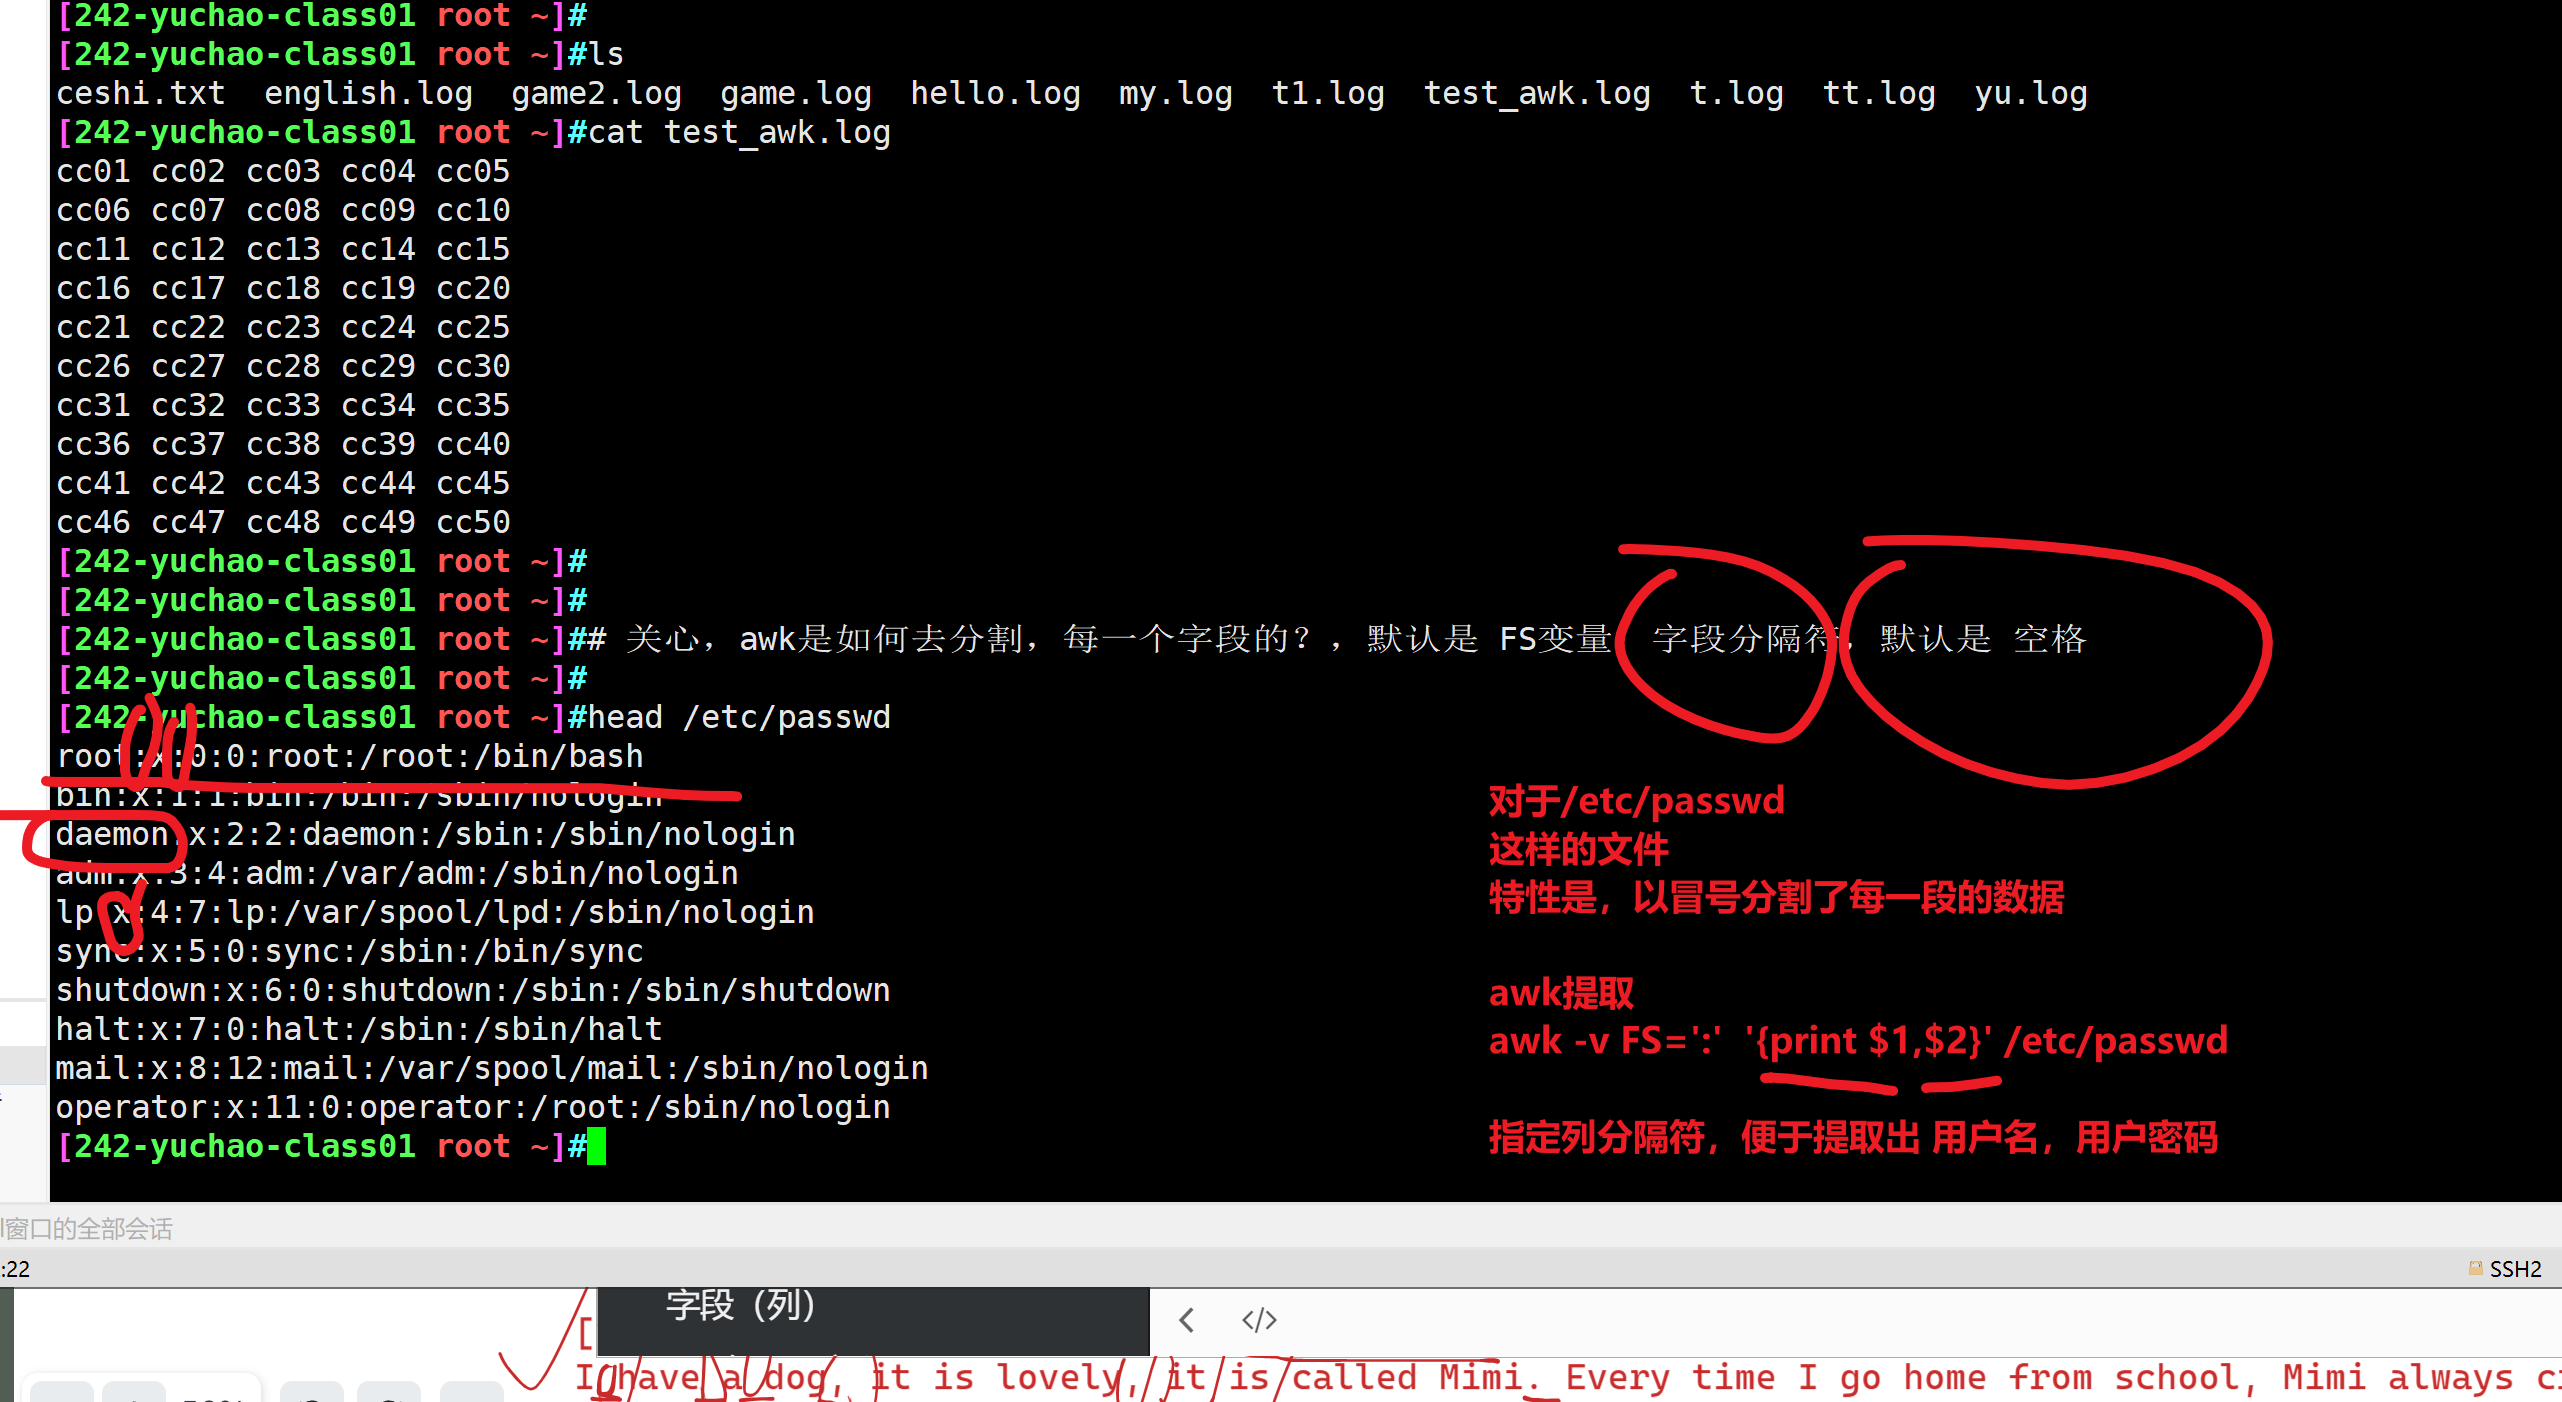 [242-yuchao-class01 root ~]#
[242-yuchao-class01 root ~]#ls
ceshi.txt  english.log  game2.log  game.log  hello.log  my.log  t1.log  test_awk.log  t.log  tt.log  yu.log
[242-yuchao-class01 root ~]#cat test_awk.log
cc01 cc02 cc03 cc04 cc05
cc06 cc07 cc08 cc09 cc10
cc11 cc12 cc13 cc14 cc15
cc16 cc17 cc18 cc19 cc20
cc21 cc22 cc23 cc24 cc25
cc26 cc27 cc28 cc29 cc30
cc31 cc32 cc33 cc34 cc35
cc36 cc37 cc38 cc39 cc40
cc41 cc42 cc43 cc44 cc45
cc46 cc47 cc48 cc49 cc50
[242-yuchao-class01 root ~]#
[242-yuchao-class01 root ~]#
[242-yuchao-class01 root ~]## 关心，awk是如何去分割，每一个字段的？，默认是 FS变量 字段分隔符，默认是 空格
[242-yuchao-class01 root ~]#
[242-yuchao-class01 root ~]#head /etc/passwd
root:x:0:0:root:/root:/bin/bash
bin:x:1:1:bin:/bin:/sbin/nologin
daemon:x:2:2:daemon:/sbin:/sbin/nologin
adm:x:3:4:adm:/var/adm:/sbin/nologin
lp:x:4:7:lp:/var/spool/lpd:/sbin/nologin
sync:x:5:0:sync:/sbin:/bin/sync
shutdown:x:6:0:shutdown:/sbin:/sbin/shutdown
halt:x:7:0:halt:/sbin:/sbin/halt
mail:x:8:12:mail:/var/spool/mail:/sbin/nologin
operator:x:11:0:operator:/root:/sbin/nologin
[242-yuchao-class01 root ~]#
对于/etc/passwd
这样的文件
特性是，以冒号分割了每一段的数据
awk提取
awk -v FS=':'  '{print $1,$2}' /etc/passwd
指定列分隔符，便于提取出 用户名，用户密码
窗口的全部会话
:22
SSH2
字段（列）
</>
[
I have a dog, it is lovely, it is called Mimi. Every time I go home from school, Mimi always